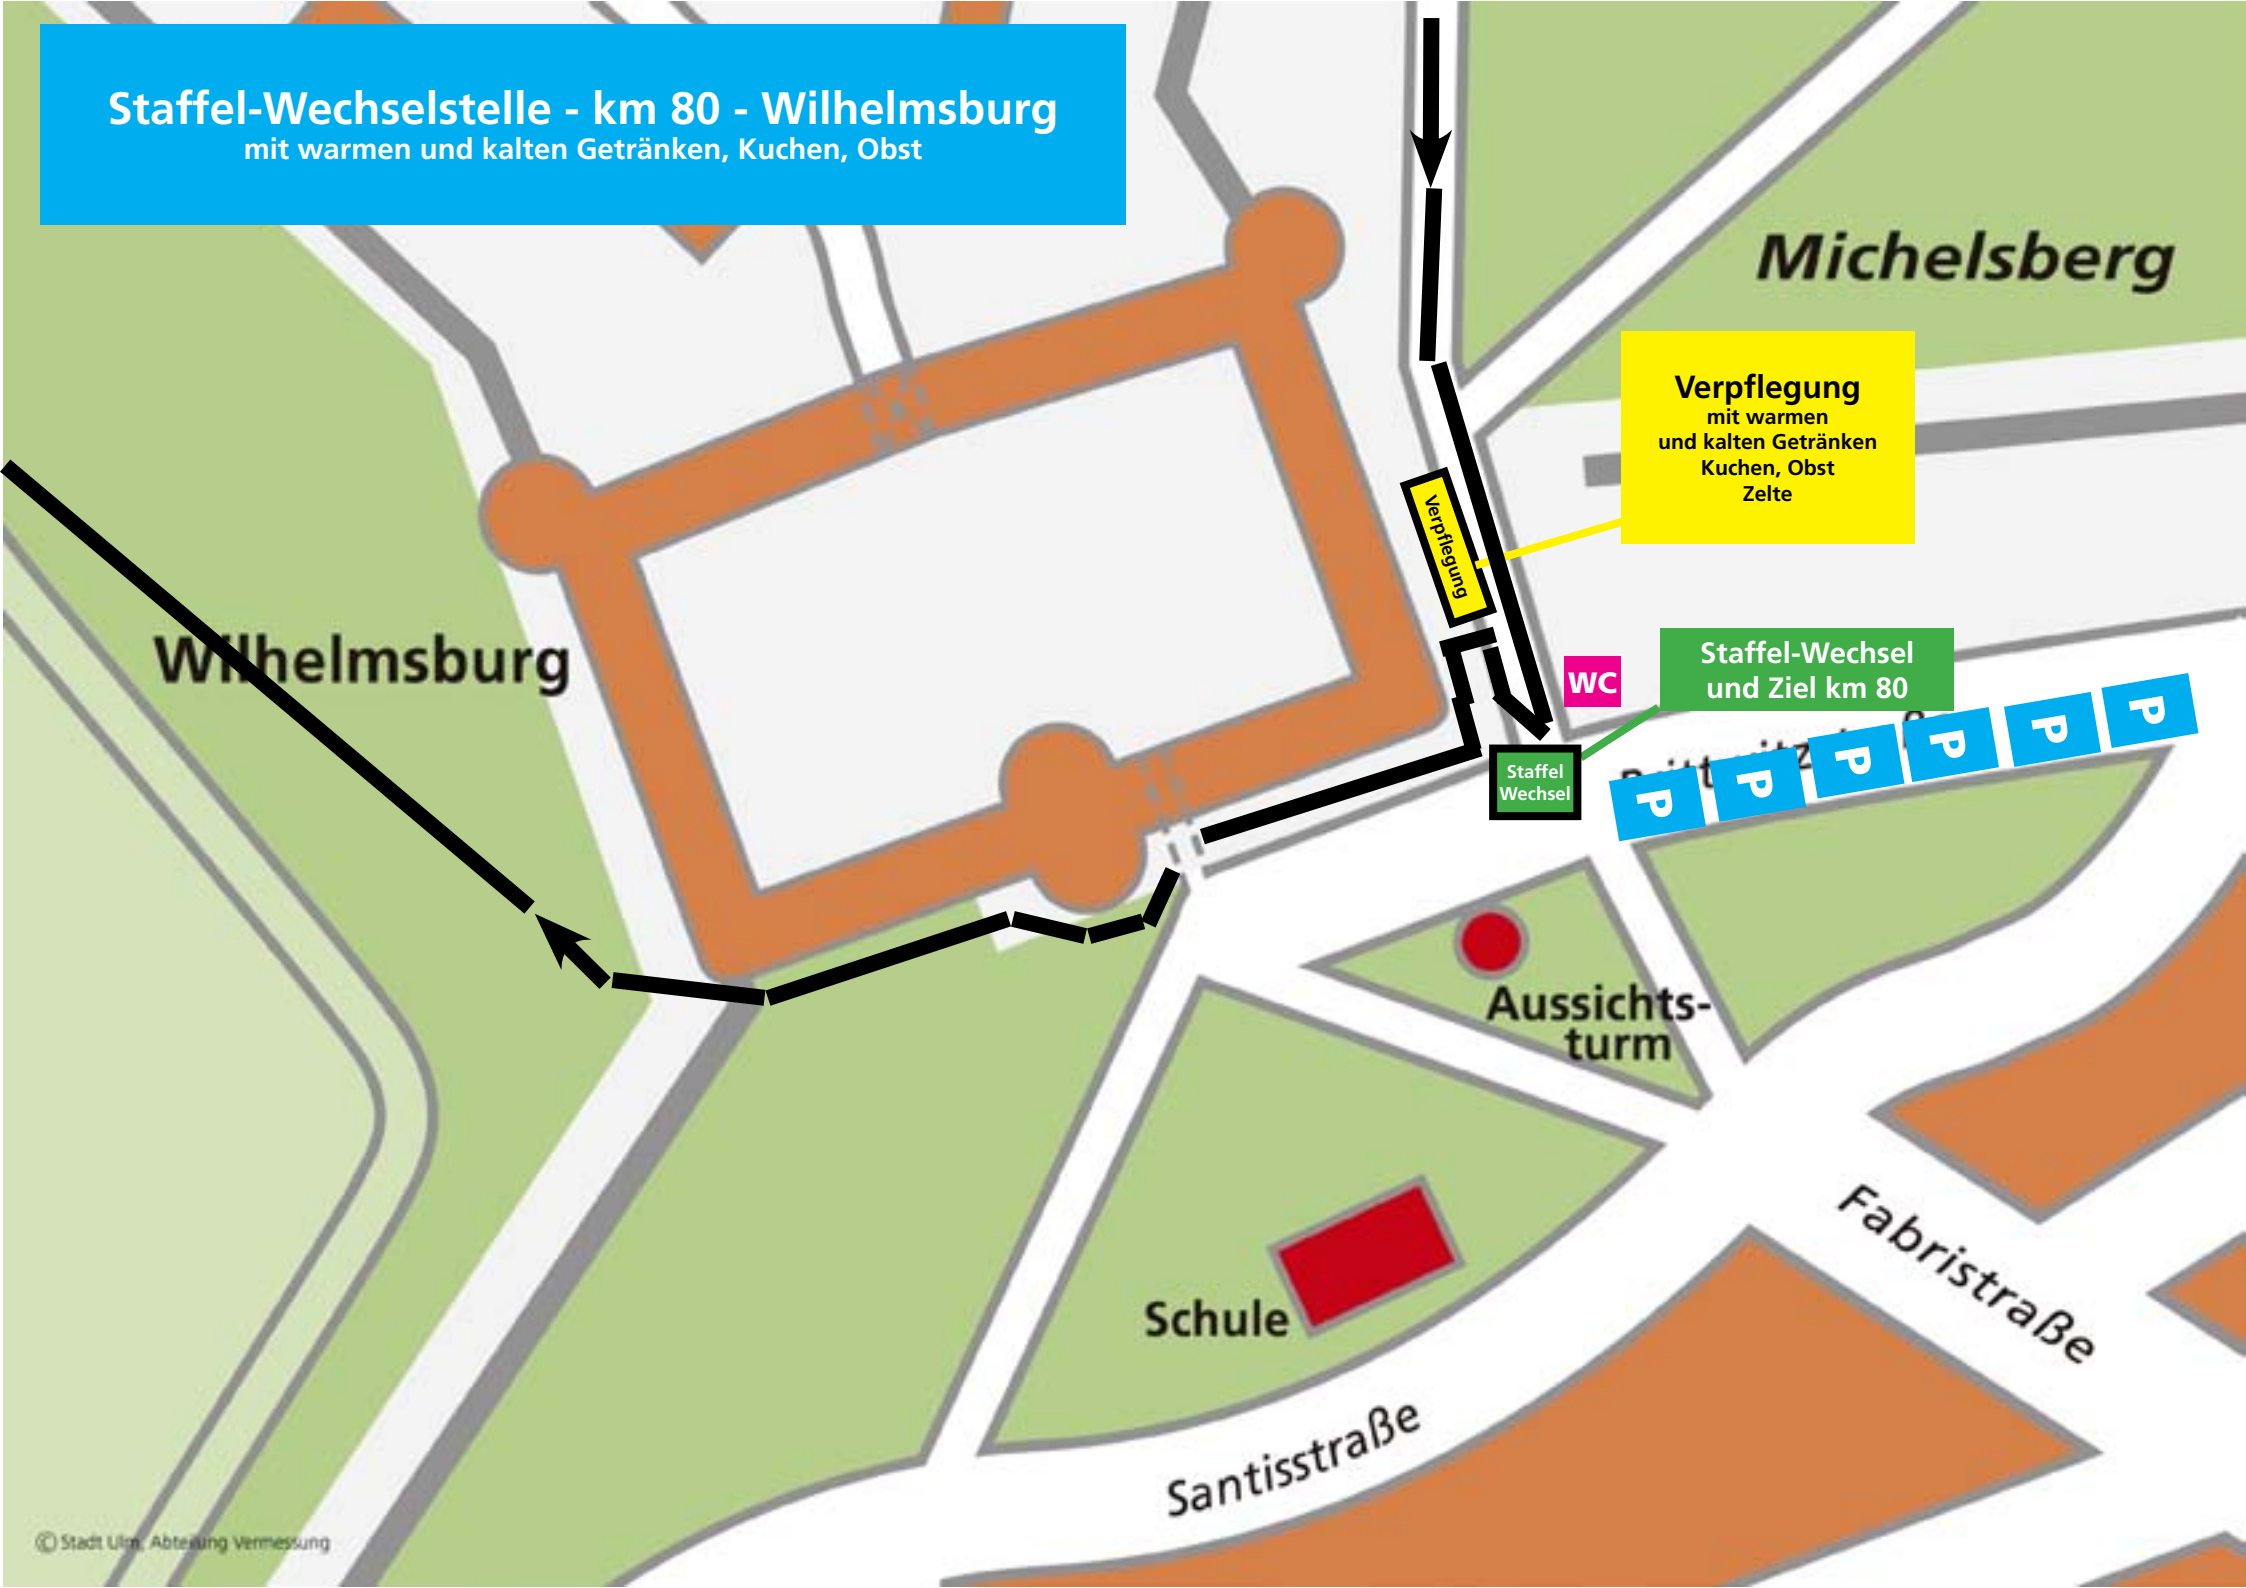 Staffel-Wechselstelle - km 80 - Wilhelmsburg
mit warmen und kalten Getränken, Kuchen, Obst
Michelsberg
Verpflegung
mit warmen
und kalten Getränken
Kuchen, Obst
Zelte
Verpflegung
Wilhelmsburg
WC
Staffel-Wechsel
und Ziel km 80
Staffel
Wechsel
P P P P P P
Aussichts-
turm
Schule
Fabristraße
Santisstraße
© Stadt Ulm, Abteilung Vermessung